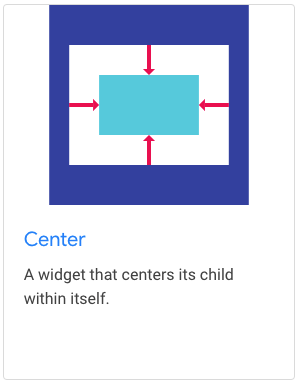 Center
A widget that centers its child
within itself.